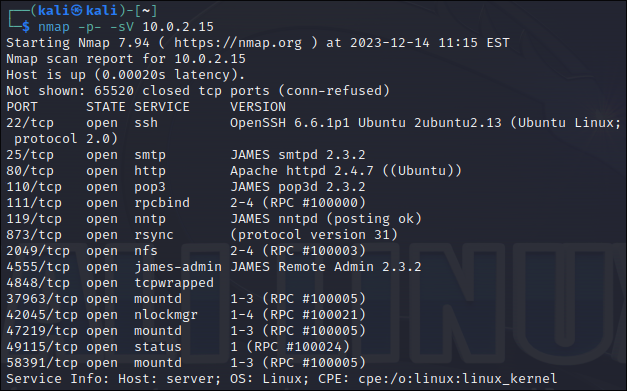 ┌──(kali㉿kali)-[~]
└─$ nmap -p- -sV 10.0.2.15
Starting Nmap 7.94 ( https://nmap.org ) at 2023-12-14 11:15 EST
Nmap scan report for 10.0.2.15
Host is up (0.00020s latency).
Not shown: 65520 closed tcp ports (conn-refused)
PORT      STATE SERVICE     VERSION
22/tcp    open  ssh         OpenSSH 6.6.1p1 Ubuntu 2ubuntu2.13 (Ubuntu Linux;
 protocol 2.0)
25/tcp    open  smtp        JAMES smtpd 2.3.2
80/tcp    open  http        Apache httpd 2.4.7 ((Ubuntu))
110/tcp   open  pop3        JAMES pop3d 2.3.2
111/tcp   open  rpcbind     2-4 (RPC #100000)
119/tcp   open  nntp        JAMES nntpd (posting ok)
873/tcp   open  rsync       (protocol version 31)
2049/tcp  open  nfs         2-4 (RPC #100003)
4555/tcp  open  james-admin JAMES Remote Admin 2.3.2
4848/tcp  open  tcpwrapped
37963/tcp open  mountd      1-3 (RPC #100005)
42045/tcp open  nlockmgr    1-4 (RPC #100021)
47219/tcp open  mountd      1-3 (RPC #100005)
49115/tcp open  status      1 (RPC #100024)
58391/tcp open  mountd      1-3 (RPC #100005)
Service Info: Host: server; OS: Linux; CPE: cpe:/o:linux:linux_kernel